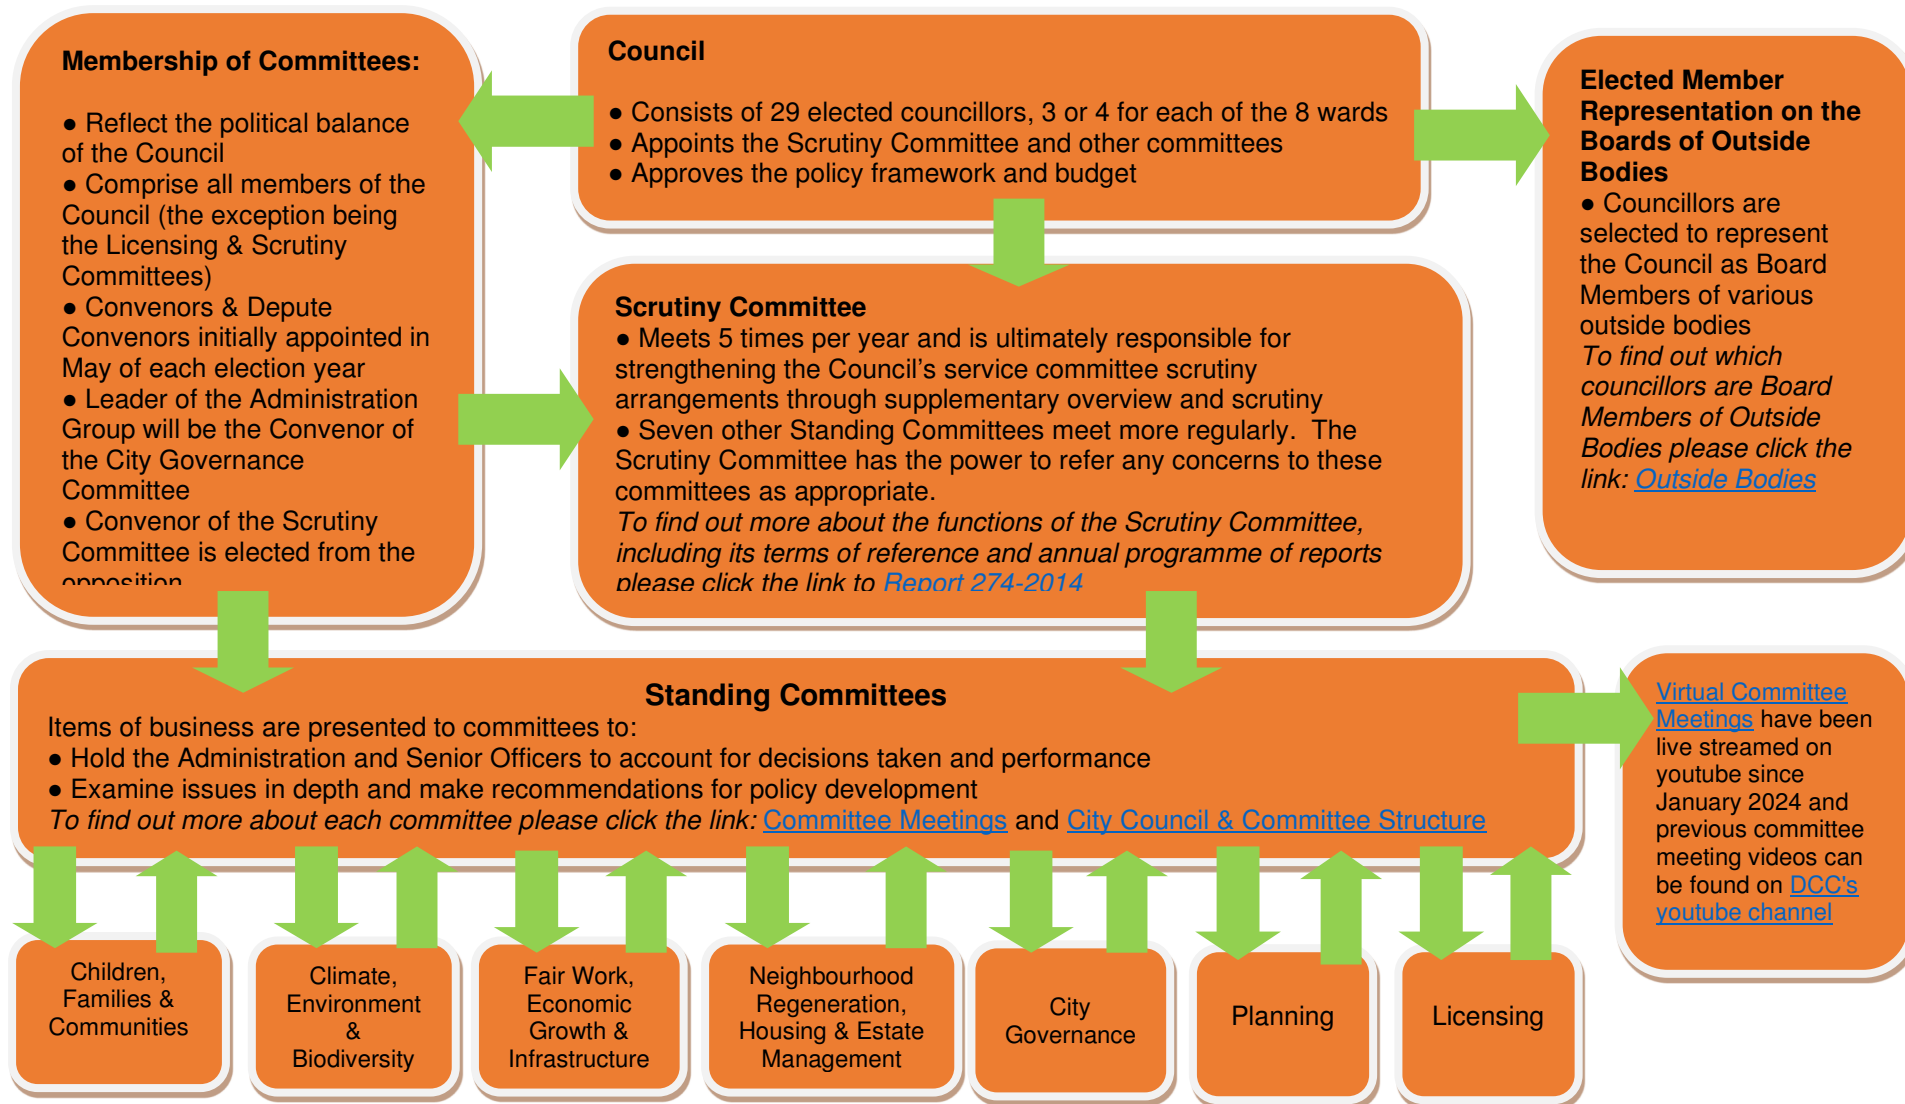 Membership of Committees:
● Reflect the political balance
of the Council
● Comprise all members of the
Council (the exception being
the Licensing & Scrutiny
Committees)
● Convenors & Depute
Convenors initially appointed in
May of each election year
● Leader of the Administration
Group will be the Convenor of
the City Governance
Committee
● Convenor of the Scrutiny
Committee is elected from the
opposition
Council
● Consists of 29 elected councillors, 3 or 4 for each of the 8 wards
● Appoints the Scrutiny Committee and other committees
● Approves the policy framework and budget
Elected Member
Representation on the
Boards of Outside
Bodies
● Councillors are
selected to represent
the Council as Board
Members of various
outside bodies
To find out which
councillors are Board
Members of Outside
Bodies please click the
link: Outside Bodies
Scrutiny Committee
● Meets 5 times per year and is ultimately responsible for
strengthening the Council’s service committee scrutiny
arrangements through supplementary overview and scrutiny
● Seven other Standing Committees meet more regularly.  The
Scrutiny Committee has the power to refer any concerns to these
committees as appropriate.
To find out more about the functions of the Scrutiny Committee,
including its terms of reference and annual programme of reports
please click the link to Report 274-2014
Standing Committees
Items of business are presented to committees to:
● Hold the Administration and Senior Officers to account for decisions taken and performance
● Examine issues in depth and make recommendations for policy development
To find out more about each committee please click the link: Committee Meetings and City Council & Committee Structure
Virtual Committee
Meetings have been
live streamed on
youtube since
January 2024 and
previous committee
meeting videos can
be found on DCC's
youtube channel
Children,
Families &
Communities
Climate,
Environment
&
Biodiversity
Fair Work,
Economic
Growth &
Infrastructure
Neighbourhood
Regeneration,
Housing & Estate
Management
City
Governance
Planning
Licensing